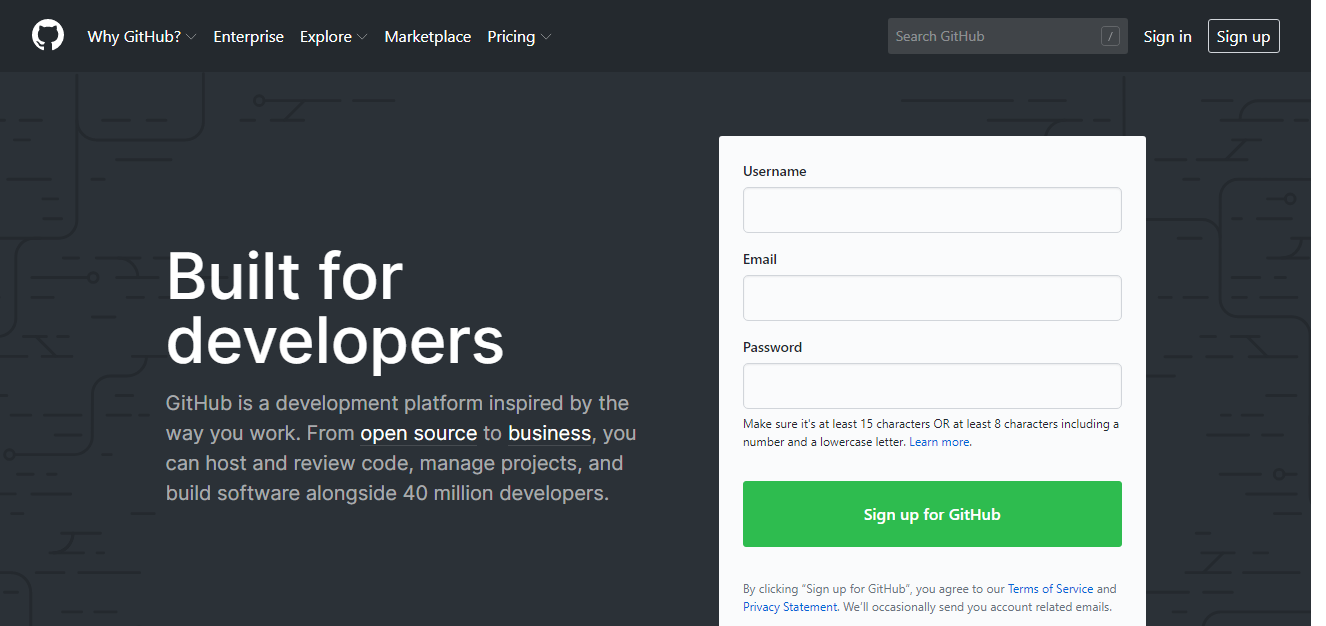 Why GitHub? Enterprise Explore Marketplace Pricing Search GitHub / Sign in Sign up
Built for
developers
GitHub is a development platform inspired by the
way you work. From open source to business, you
can host and review code, manage projects, and
build software alongside 40 million developers.
Username
Email
Password
Make sure it's at least 15 characters OR at least 8 characters including a
number and a lowercase letter. Learn more.
Sign up for GitHub
By clicking “Sign up for GitHub”, you agree to our Terms of Service and
Privacy Statement. We’ll occasionally send you account related emails.